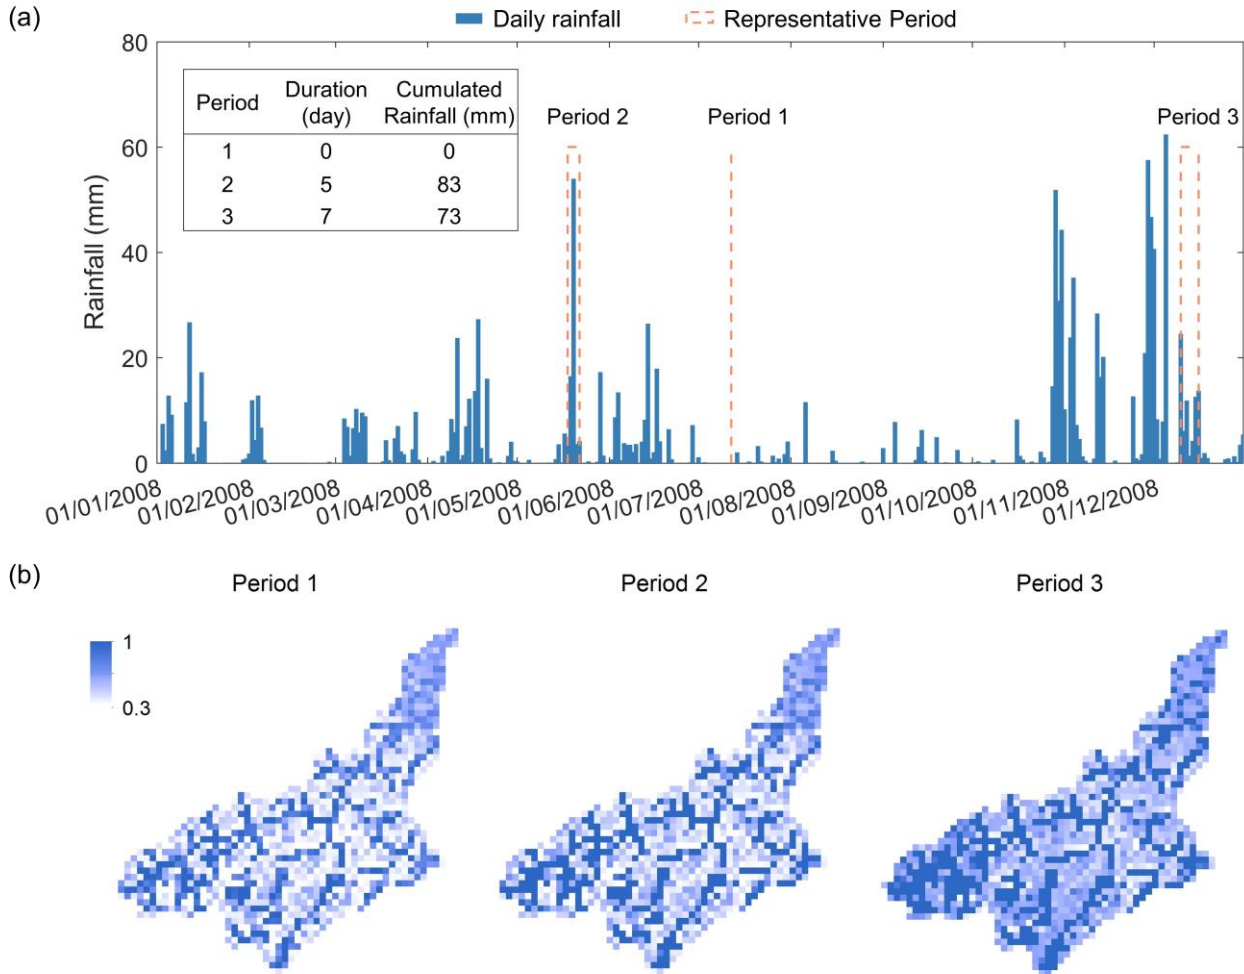 (a)
Daily rainfall
Representative Period
80
60
40
20
0
Rainfall (mm)
Period
Duration
(day)
Cumulated
Rainfall (mm)
1 0 0
2 5 83
3 7 73
Period 2
Period 1
Period 3
01/01/2008
01/02/2008
01/03/2008
01/04/2008
01/05/2008
01/06/2008
01/07/2008
01/08/2008
01/09/2008
01/10/2008
01/11/2008
01/12/2008
(b)
Period 1
Period 2
Period 3
1
0.3